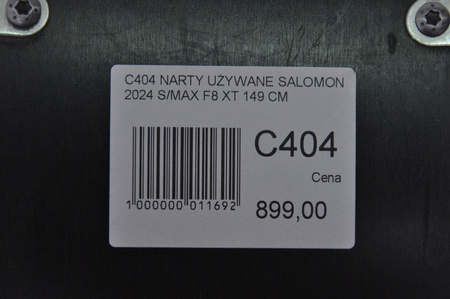 C404 NARTY UŻYWANE SALOMON
2024 S/MAX F8 XT 149 CM
C404
Cena
1 000000 011692
899,00